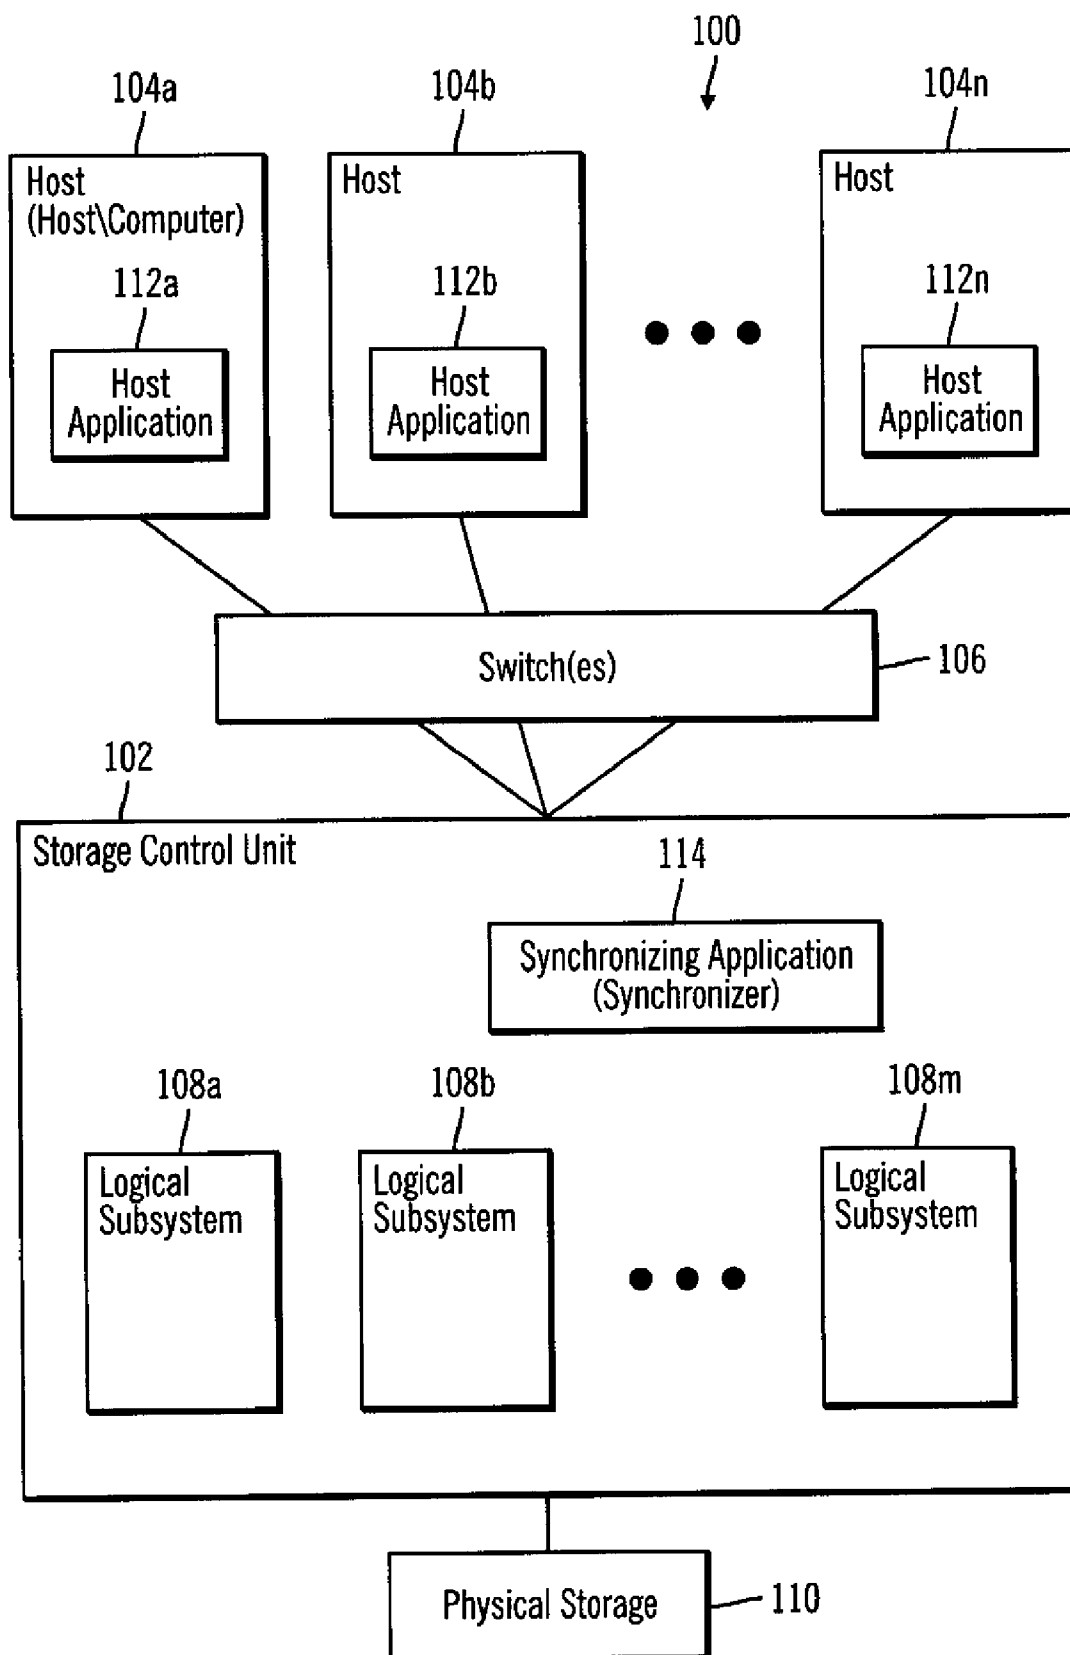 100
104a
104b
104n
Host
(Host\Computer)
Host
Host
112a
112b
112n
Host
Application
Host
Application
Host
Application
Switch(es)
106
102
Storage Control Unit
114
Synchronizing Application
(Synchronizer)
108a
108b
108m
Logical
Subsystem
Logical
Subsystem
Logical
Subsystem
Physical Storage
110